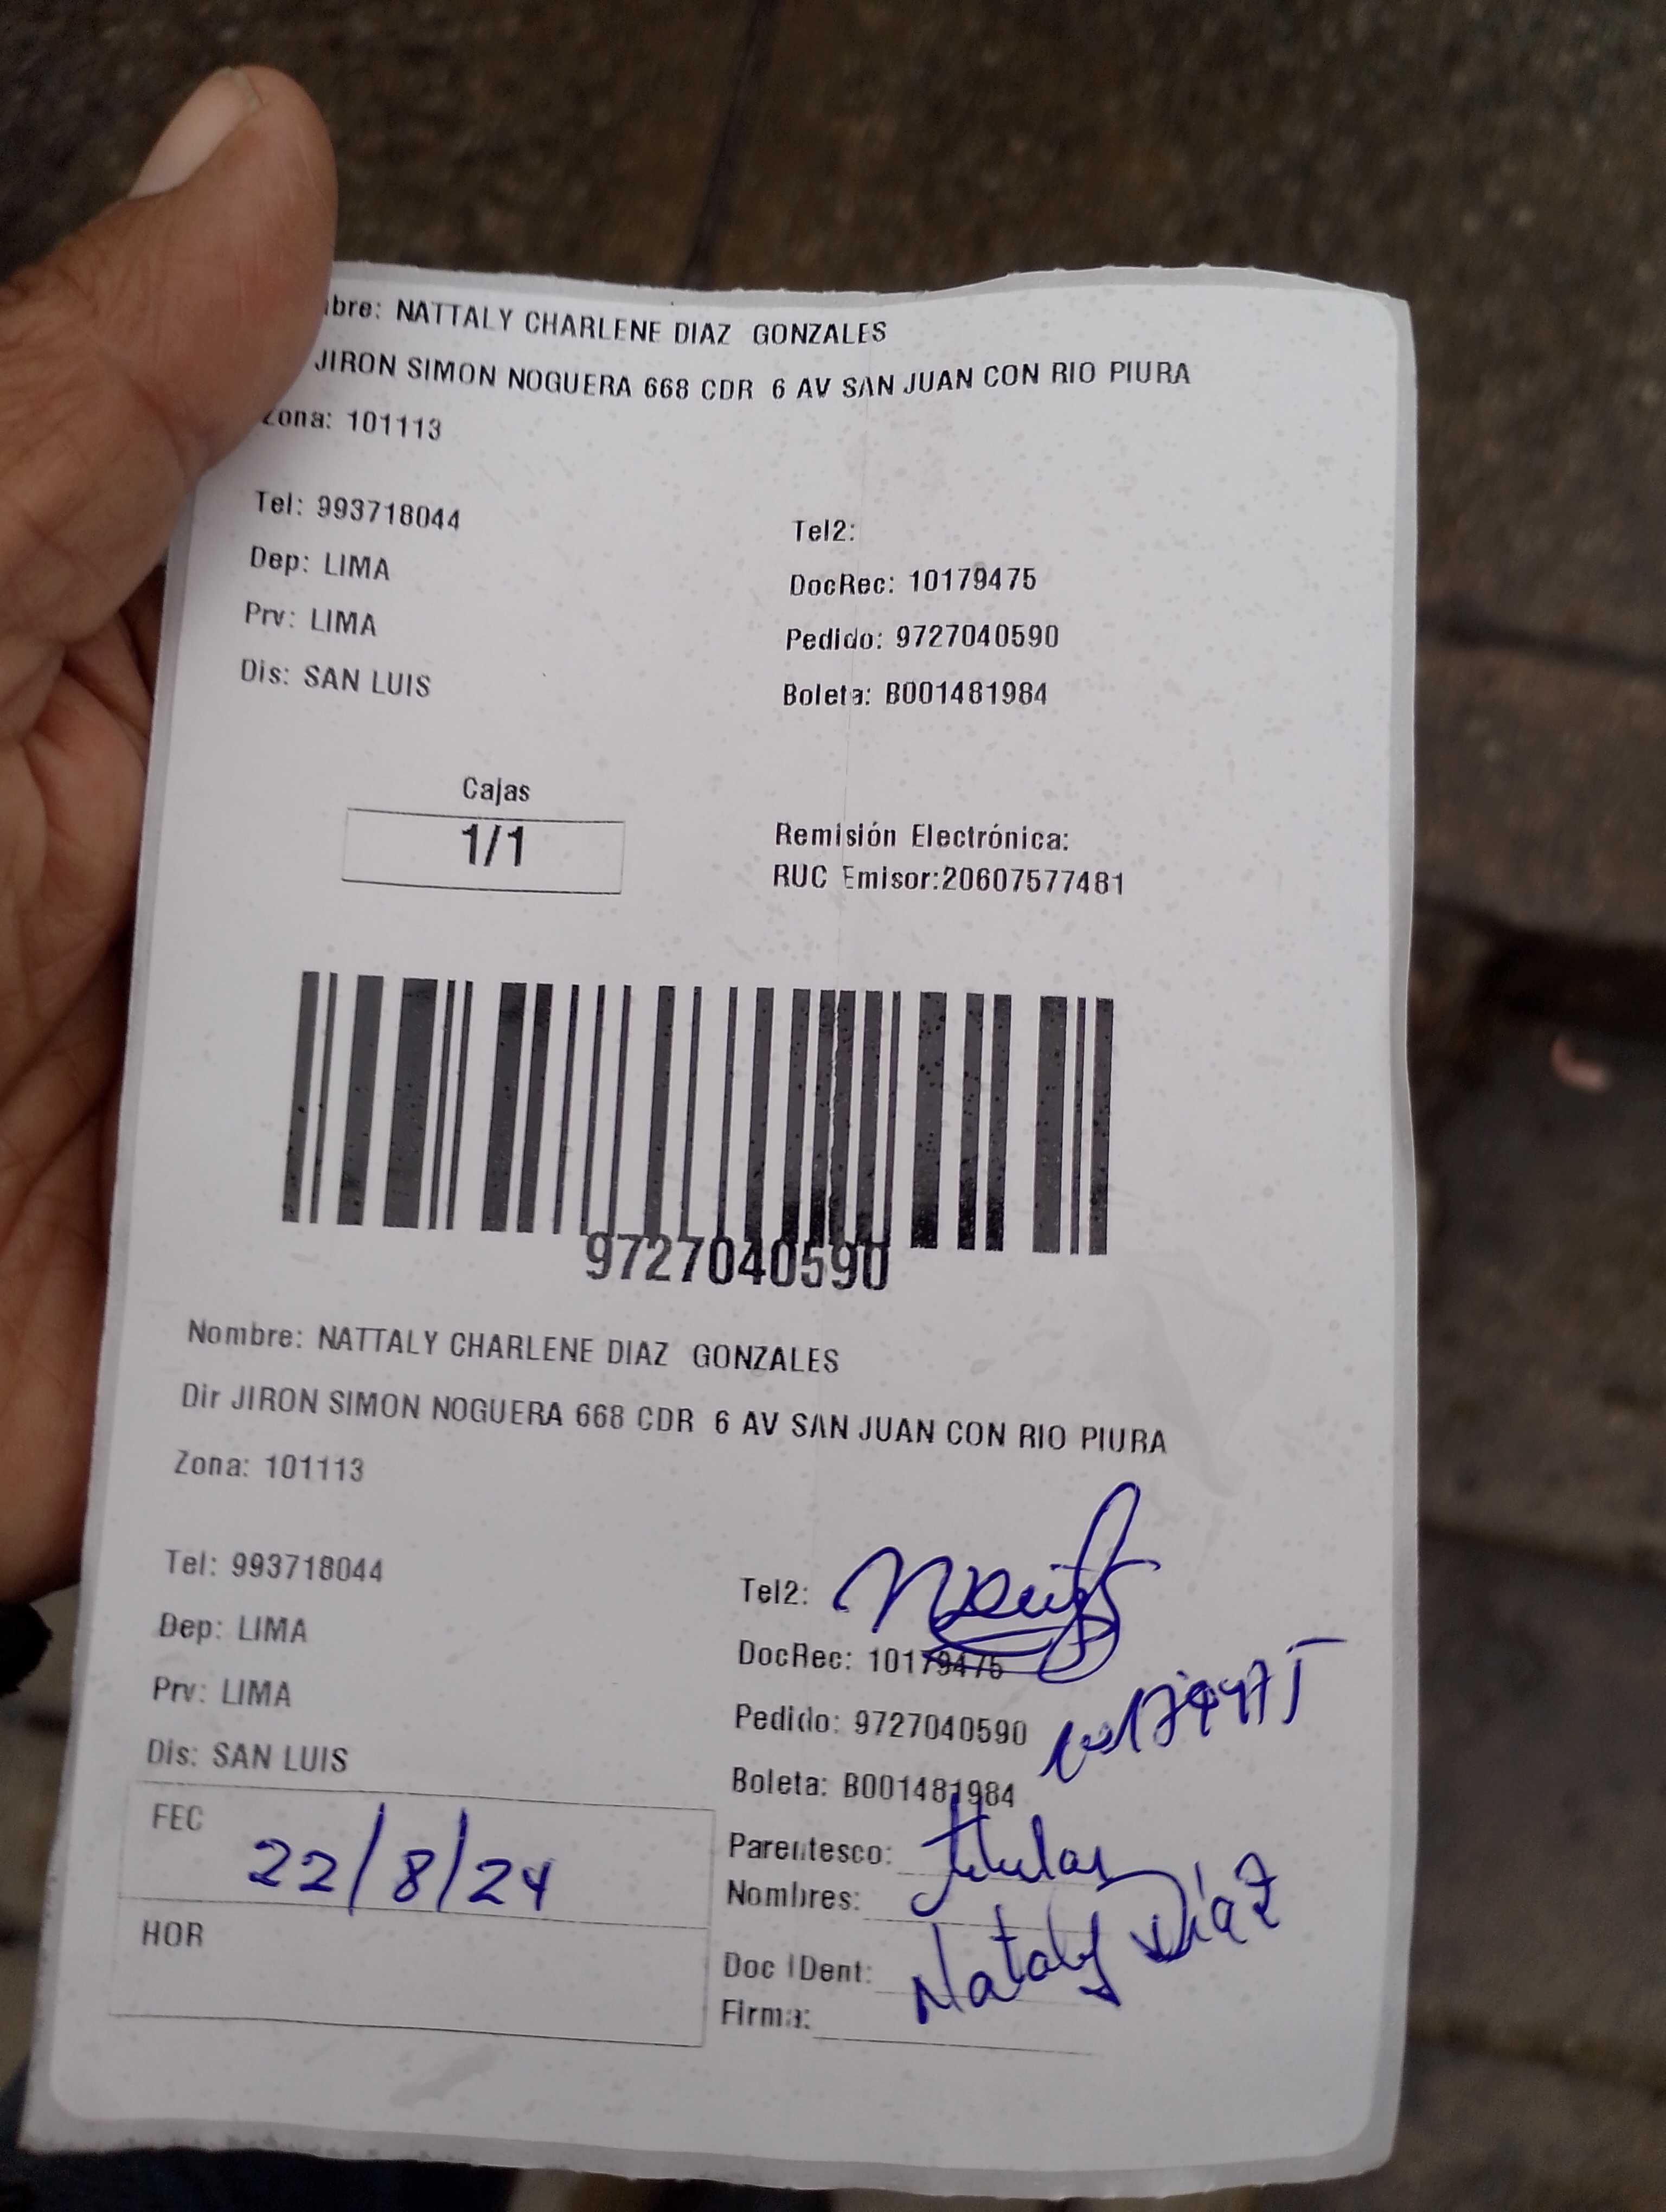 bre: NATTALY CHARLENE DIAZ GONZALES
JIRON SIMON NOGUERA 668 CDR 6 AV SAN JUAN CON RIO PIURA
Zona: 101113
Tel: 993718044
Tel2:
Dep: LIMA
DocRec: 10179475
Prv: LIMA
Pedido: 9727040590
Dis: SAN LUIS
Boleta: B001481984
Cajas
1/1
Remisión Electrónica:
RUC Emisor:20607577481
9727040590
Nombre: NATTALY CHARLENE DIAZ GONZALES
Dir JIRON SIMON NOGUERA 668 CDR 6 AV SAN JUAN CON RIO PIURA
Zona: 101113
Tel: 993718044
Tel2:
Dep: LIMA
DocRec: 10179475
Prv: LIMA
Pedido: 9727040590
10179475
Dis: SAN LUIS
Boleta: B001481984
FEC 22/8/24
Parentesco: titular
Nombres: Nataly Díaz
HOR
Doc IDent:
Firma: